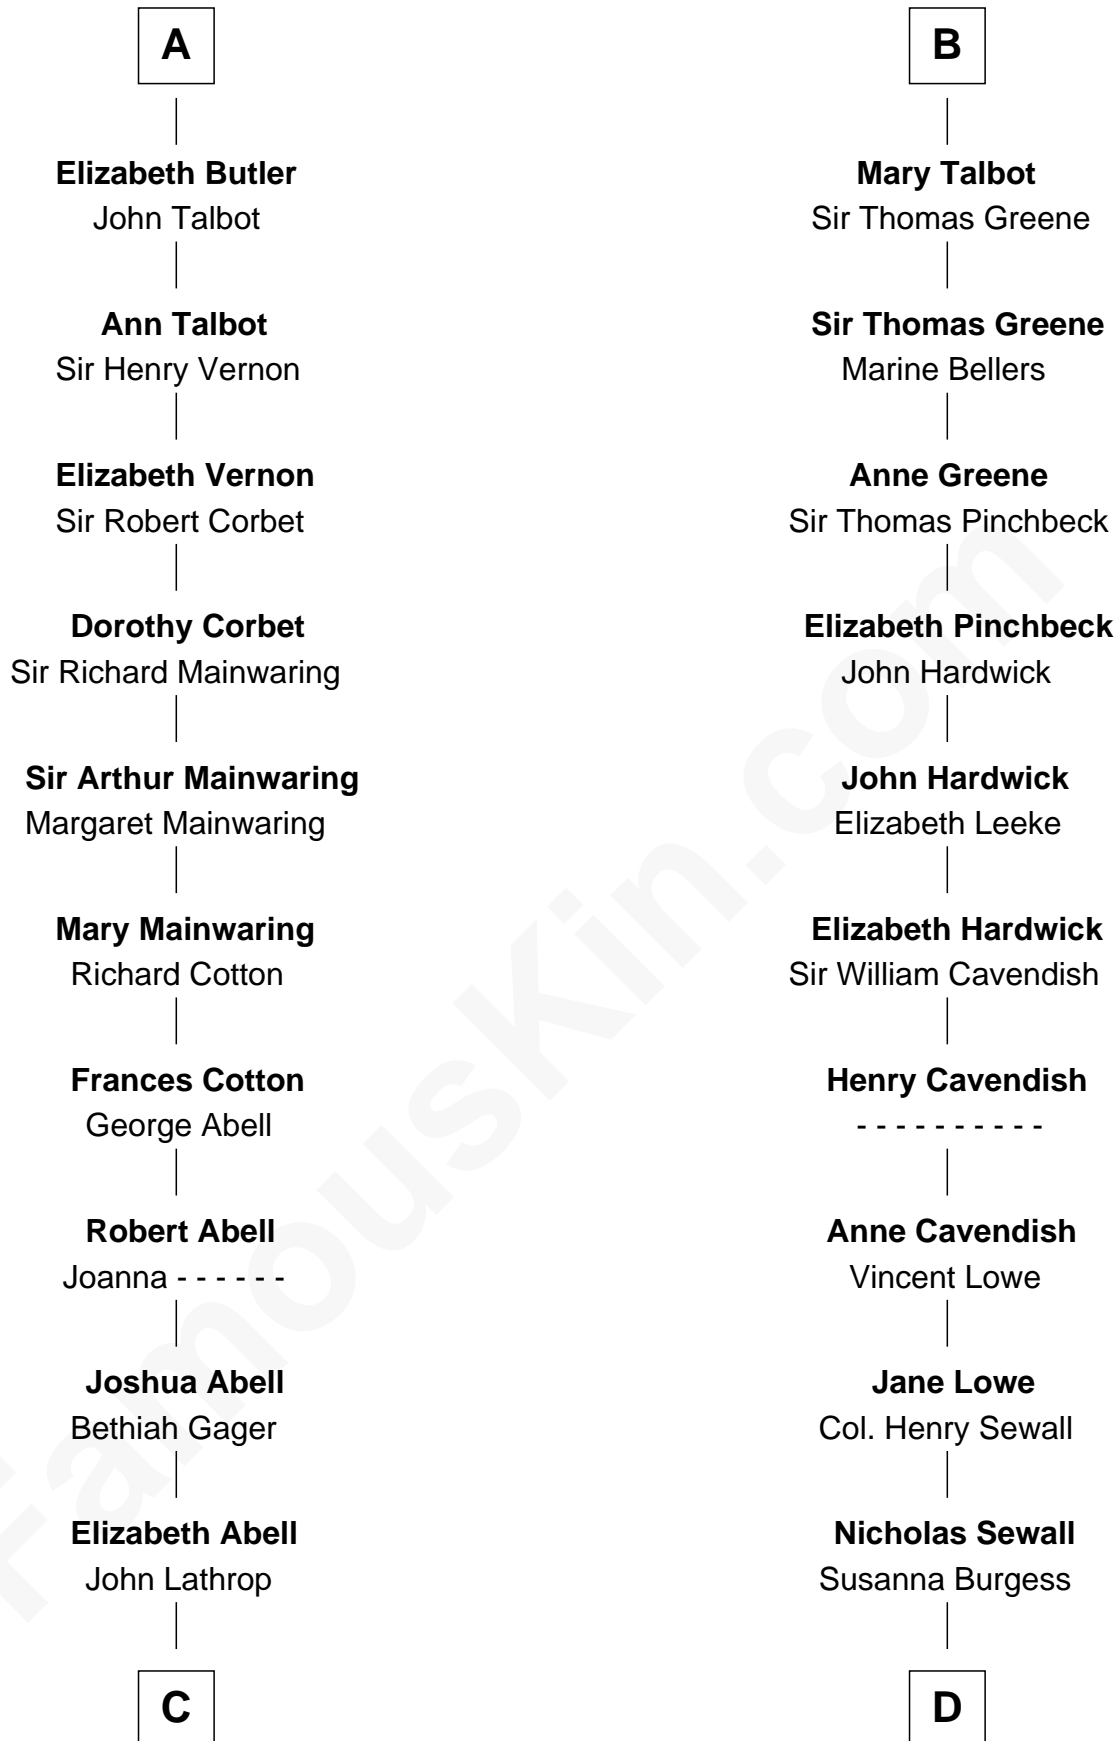 A
Elizabeth Butler
John Talbot
Ann Talbot
Sir Henry Vernon
Elizabeth Vernon
Sir Robert Corbet
Dorothy Corbet
Sir Richard Mainwaring
Sir Arthur Mainwaring
Margaret Mainwaring
Mary Mainwaring
Richard Cotton
Frances Cotton
George Abell
Robert Abell
Joanna - - - - - -
Joshua Abell
Bethiah Gager
Elizabeth Abell
John Lathrop
C
B
Mary Talbot
Sir Thomas Greene
Sir Thomas Greene
Marine Bellers
Anne Greene
Sir Thomas Pinchbeck
Elizabeth Pinchbeck
John Hardwick
John Hardwick
Elizabeth Leeke
Elizabeth Hardwick
Sir William Cavendish
Henry Cavendish
- - - - - - - - - -
Anne Cavendish
Vincent Lowe
Jane Lowe
Col. Henry Sewall
Nicholas Sewall
Susanna Burgess
D
FamousKin.com